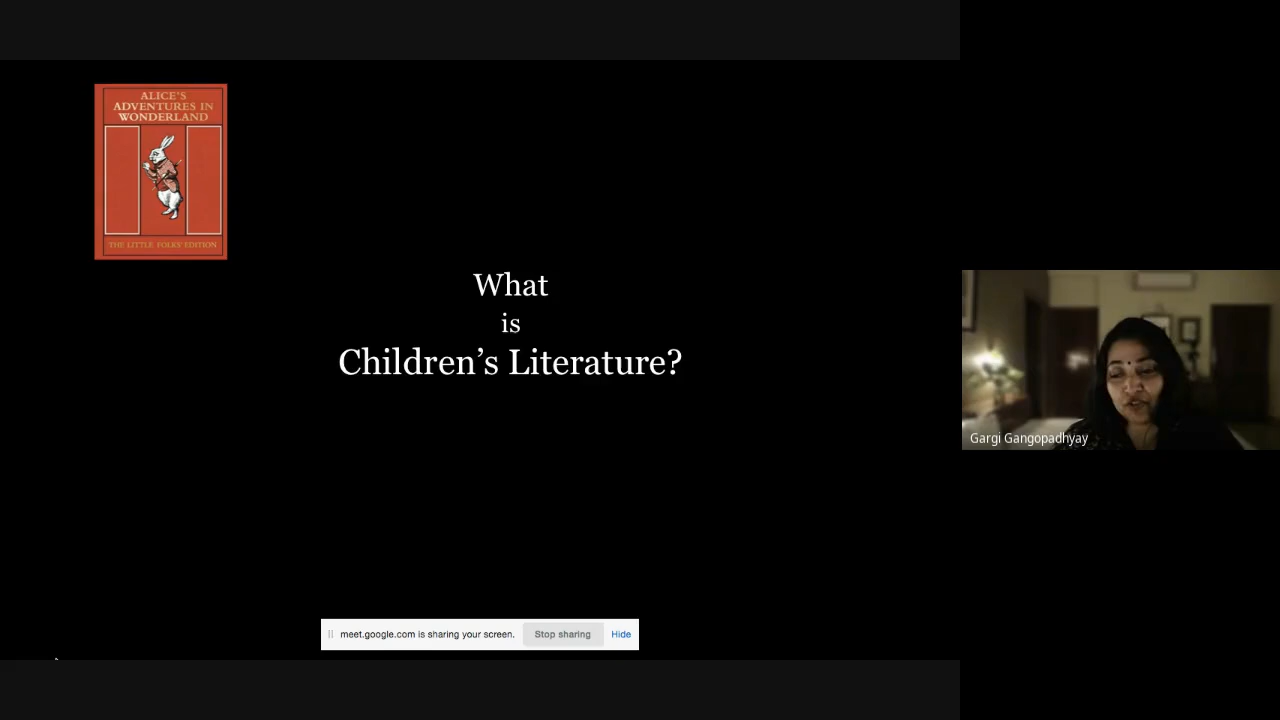 ALICE'S
ADVENTURES IN
WONDERLAND
THE LITTLE FOLKS' EDITION
What
is
Children’s Literature?
meet.google.com is sharing your screen. Stop sharing Hide
Gargi Gangopadhyay